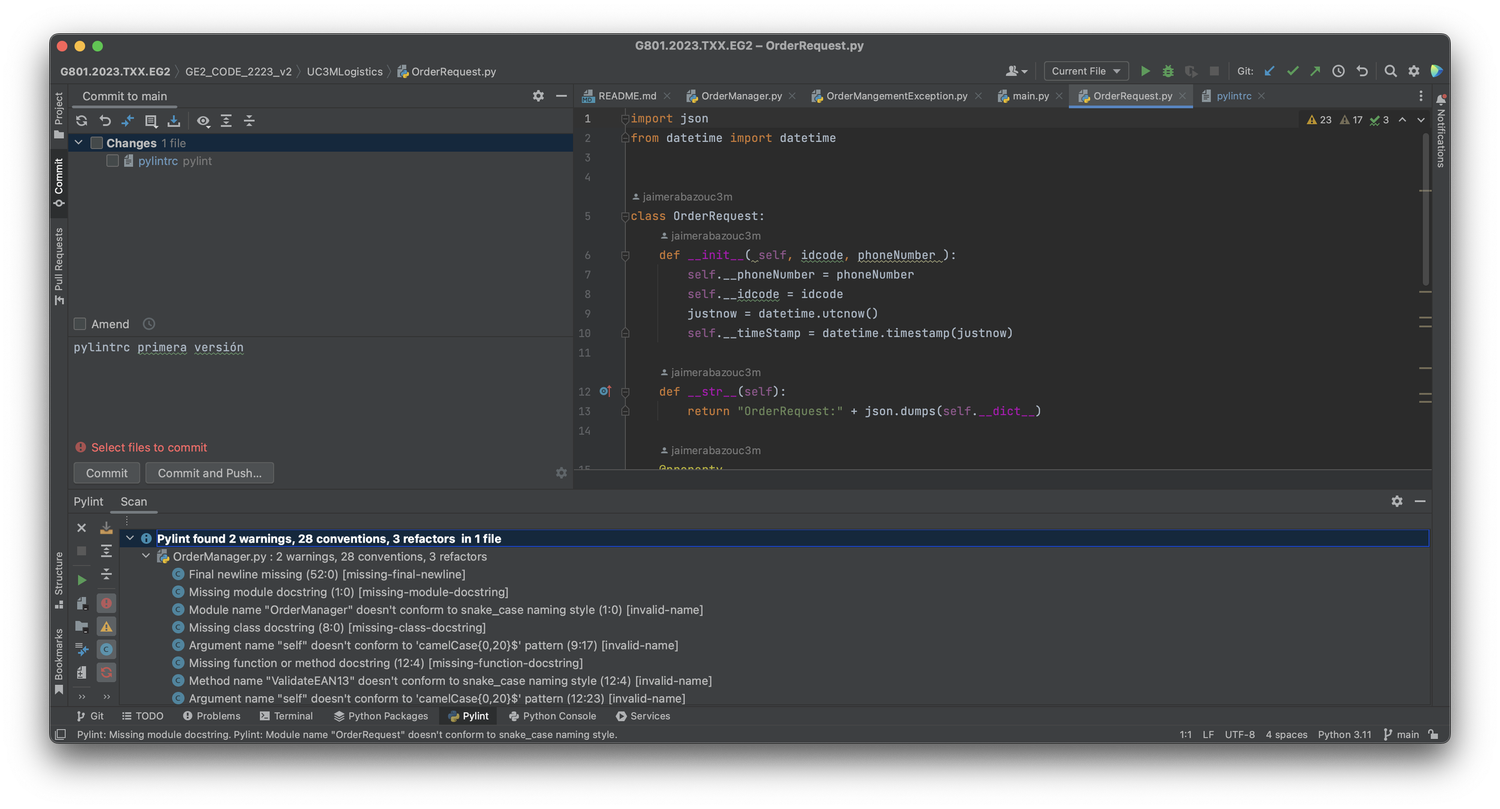 G801.2023.TXX.EG2 – OrderRequest.py
G801.2023.TXX.EG2 GE2_CODE_2223_v2 UC3MLogistics OrderRequest.py Current File Git:
Project
Commit
Pull Requests
Structure
Bookmarks
Notifications
Commit to main
Changes 1 file
pylintrc pylint
Amend
pylintrc primera versión
Select files to commit
Commit Commit and Push...
README.md OrderManager.py OrderMangementException.py main.py OrderRequest.py pylintrc
23 17 3
1 import json
2 from datetime import datetime
3
4
jaimerabazouc3m
5 class OrderRequest:
jaimerabazouc3m
6 def __init__( self, idcode, phoneNumber ):
7 self.__phoneNumber = phoneNumber
8 self.__idcode = idcode
9 justnow = datetime.utcnow()
10 self.__timeStamp = datetime.timestamp(justnow)
11
jaimerabazouc3m
12 def __str__(self):
13 return "OrderRequest:" + json.dumps(self.__dict__)
14
jaimerabazouc3m
15 @property
Pylint Scan
Pylint found 2 warnings, 28 conventions, 3 refactors in 1 file
OrderManager.py : 2 warnings, 28 conventions, 3 refactors
Final newline missing (52:0) [missing-final-newline]
Missing module docstring (1:0) [missing-module-docstring]
Module name "OrderManager" doesn't conform to snake_case naming style (1:0) [invalid-name]
Missing class docstring (8:0) [missing-class-docstring]
Argument name "self" doesn't conform to 'camelCase{0,20}$' pattern (9:17) [invalid-name]
Missing function or method docstring (12:4) [missing-function-docstring]
Method name "ValidateEAN13" doesn't conform to snake_case naming style (12:4) [invalid-name]
Argument name "self" doesn't conform to 'camelCase{0,20}$' pattern (12:23) [invalid-name]
Git TODO Problems Terminal Python Packages Pylint Python Console Services
Pylint: Missing module docstring. Pylint: Module name "OrderRequest" doesn't conform to snake_case naming style. 1:1 LF UTF-8 4 spaces Python 3.11 main